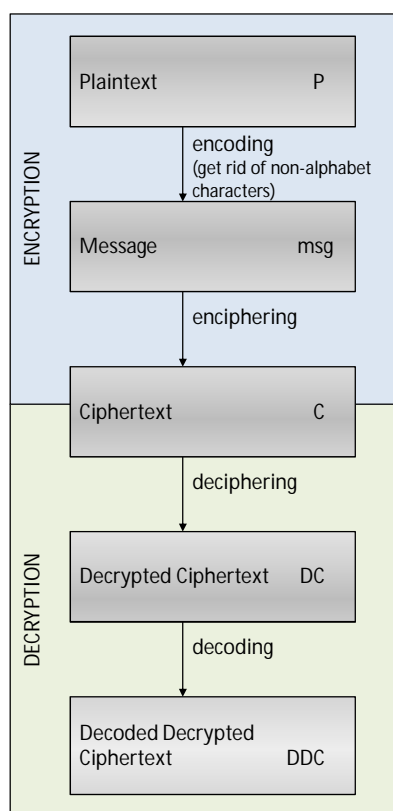 ENCRYPTION
Plaintext P
encoding
(get rid of non-alphabet
characters)
Message msg
enciphering
Ciphertext C
deciphering
DECRYPTION
Decrypted Ciphertext DC
decoding
Decoded Decrypted
Ciphertext DDC